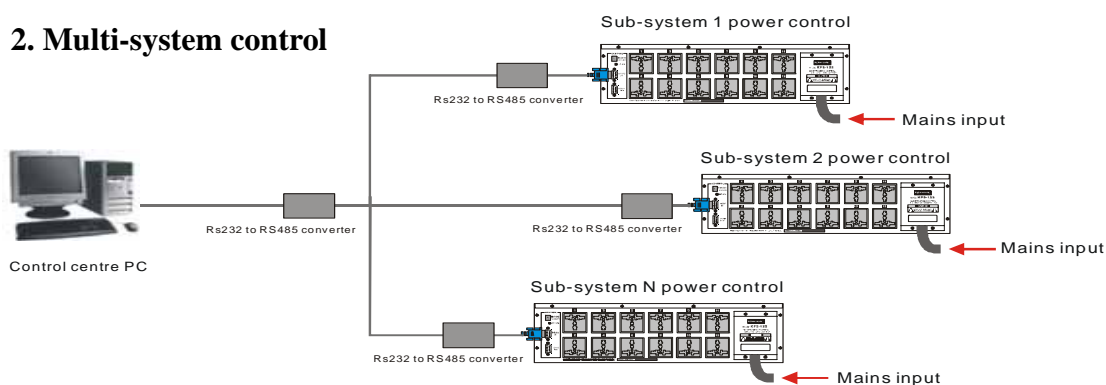 2. Multi-system control
Sub-system 1 power control
Rs232 to RS485 converter
Mains input
Sub-system 2 power control
Rs232 to RS485 converter
Rs232 to RS485 converter
Mains input
Control centre PC
Sub-system N power control
Rs232 to RS485 converter
Mains input